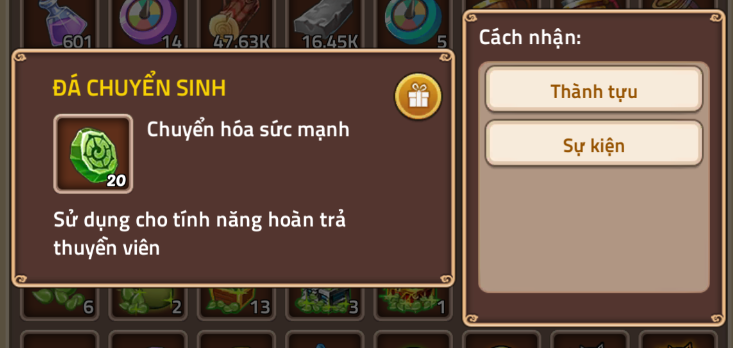 601 14 47.63K 16.45K 5
ĐÁ CHUYỂN SINH
20
Chuyển hóa sức mạnh
Sử dụng cho tính năng hoàn trả
thuyền viên
6 2 13 3 1
Cách nhận:
Thành tựu
Sự kiện